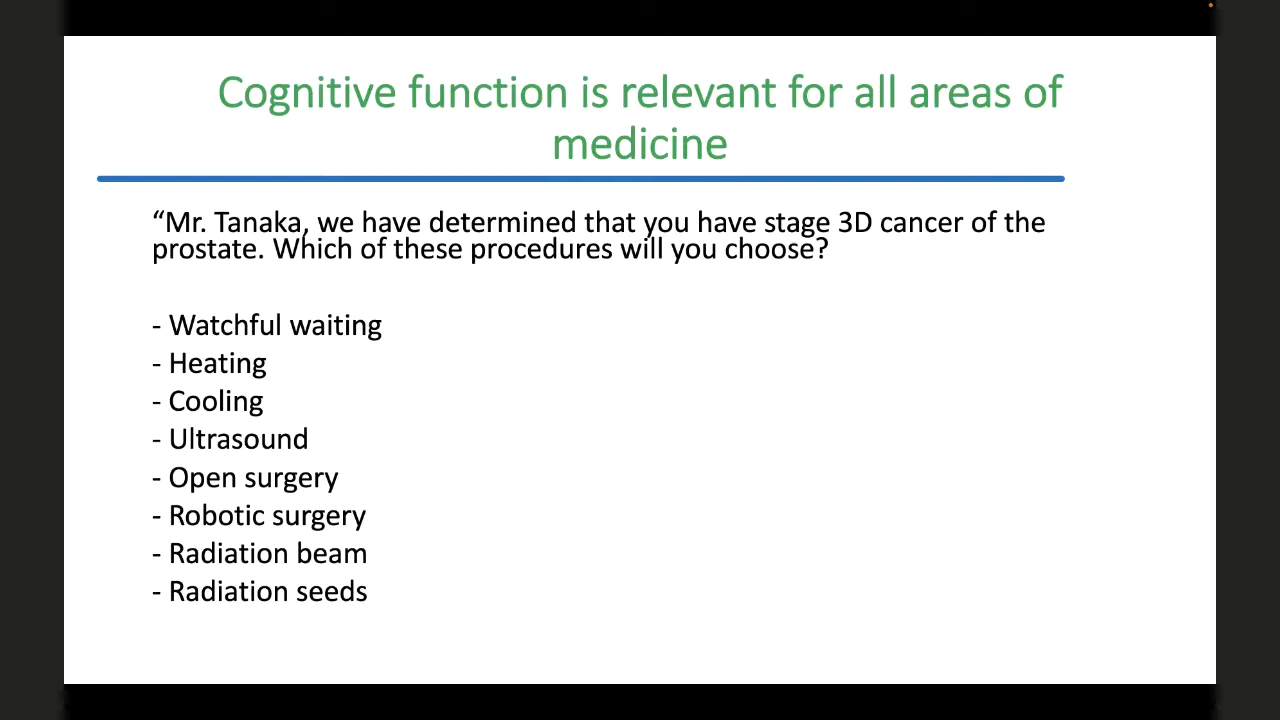 Cognitive function is relevant for all areas of
medicine
“Mr. Tanaka, we have determined that you have stage 3D cancer of the
prostate. Which of these procedures will you choose?
- Watchful waiting
- Heating
- Cooling
- Ultrasound
- Open surgery
- Robotic surgery
- Radiation beam
- Radiation seeds